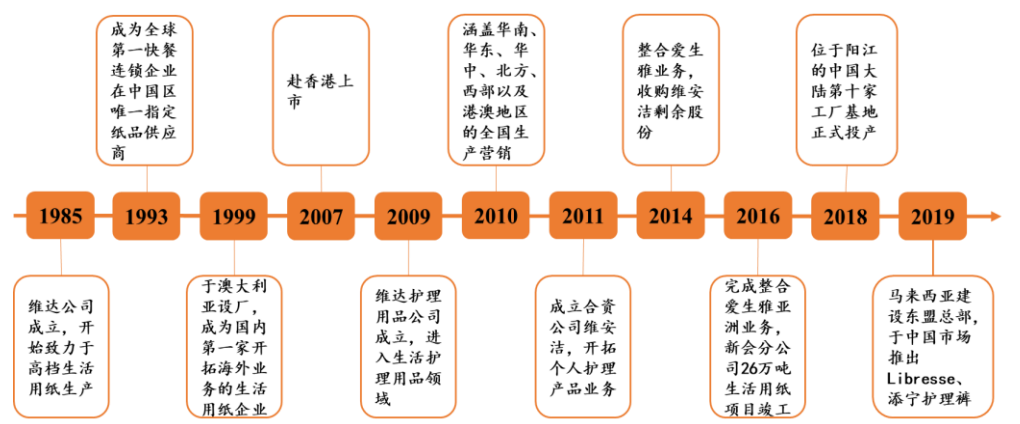 成为全球
第一快餐
连锁企业
在中国区
唯一指定
纸品供应
商
赴香港上
市
涵盖华南、
华东、华
中、北方、
西部以及
港澳地区
的全国生
产营销
整合爱生
雅业务，
收购维安
洁剩余股
份
位于阳江
的中国大
陆第十家
工厂基地
正式投产
1985
1993
1999
2007
2009
2010
2011
2014
2016
2018
2019
维达公司
成立，开
始致力于
高档生活
用纸生产
于澳大利
亚设厂，
成为国内
第一家开
拓海外业
务的生活
用纸企业
维达护理
用品公司
成立，进
入生活护
理用品领
域
成立合资
公司维安
洁，开拓
个人护理
产品业务
完成整合
爱生雅亚
洲业务，
新会分公
司26万吨
生活用纸
项目竣工
马来西亚建
设东盟总部，
于中国市场
推出
Libresse、
添宁护理裤